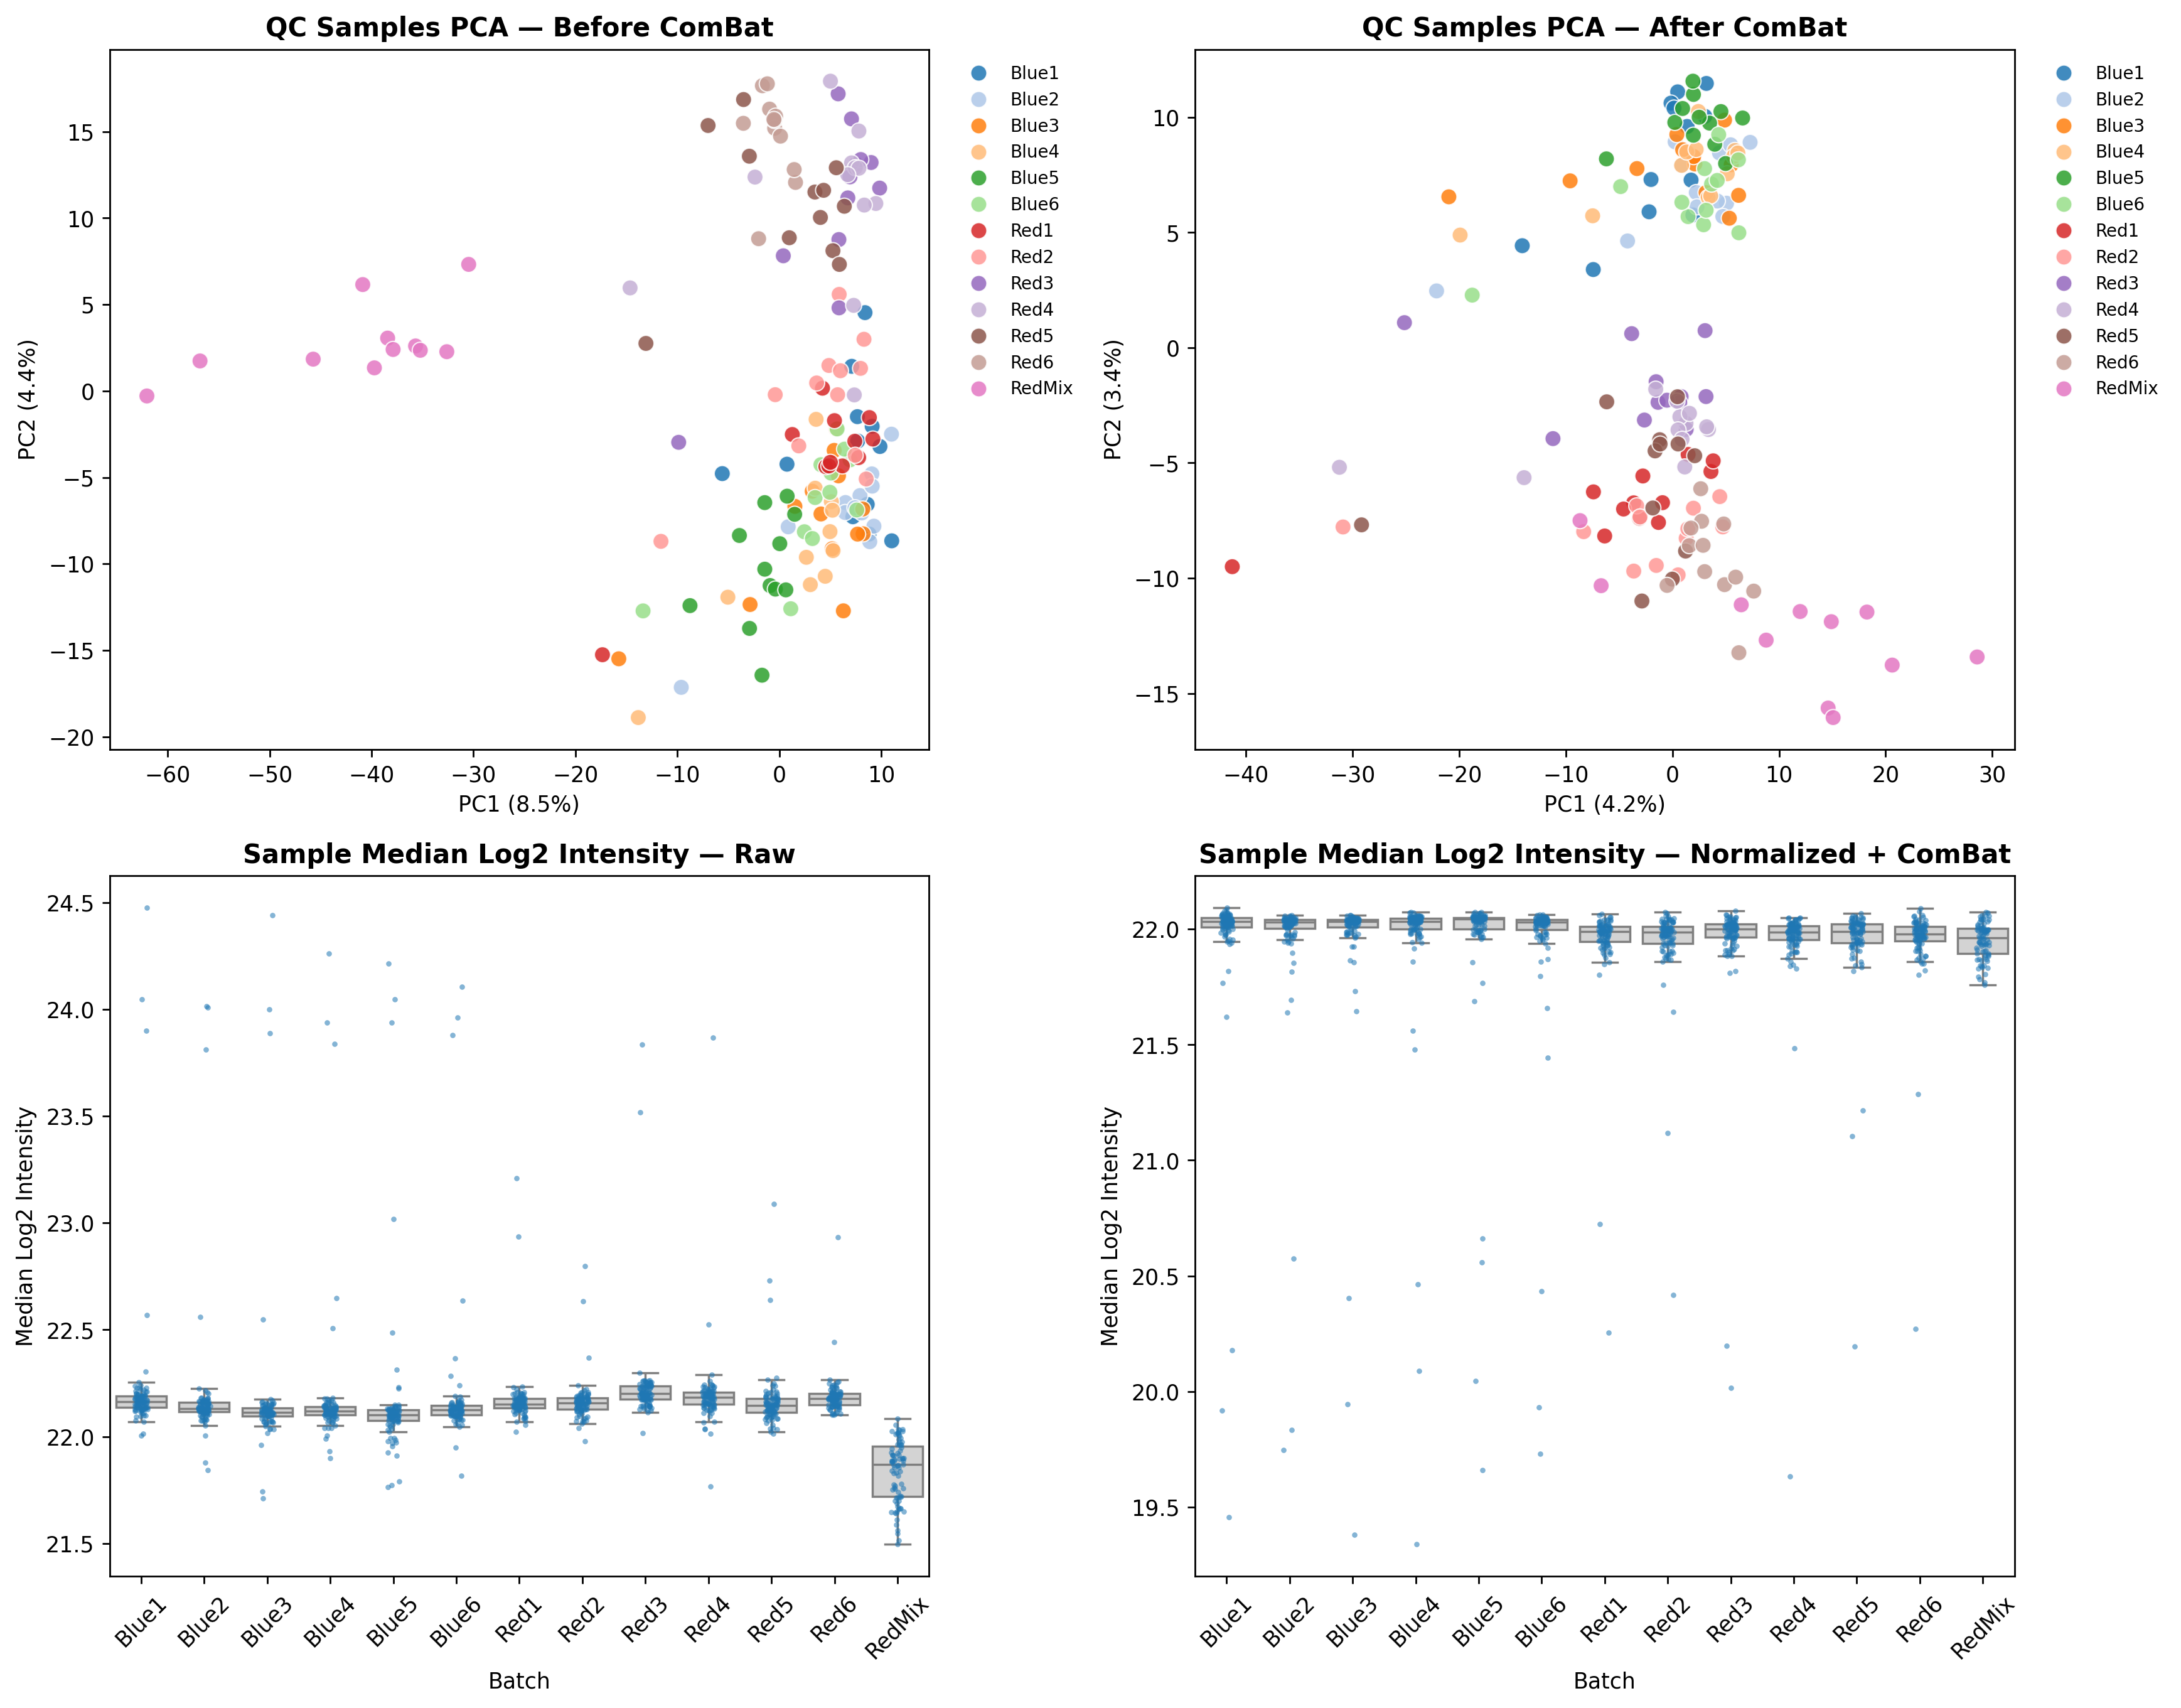 QC Samples PCA — Before ComBat
PC2 (4.4%)
15
10
5
0
−5
−10
−15
−20
−60
−50
−40
−30
−20
−10
0
10
PC1 (8.5%)
Blue1
Blue2
Blue3
Blue4
Blue5
Blue6
Red1
Red2
Red3
Red4
Red5
Red6
RedMix
QC Samples PCA — After ComBat
PC2 (3.4%)
10
5
0
−5
−10
−15
−40
−30
−20
−10
0
10
20
30
PC1 (4.2%)
Blue1
Blue2
Blue3
Blue4
Blue5
Blue6
Red1
Red2
Red3
Red4
Red5
Red6
RedMix
Sample Median Log2 Intensity — Raw
Median Log2 Intensity
24.5
24.0
23.5
23.0
22.5
22.0
21.5
Blue1
Blue2
Blue3
Blue4
Blue5
Blue6
Red1
Red2
Red3
Red4
Red5
Red6
RedMix
Batch
Sample Median Log2 Intensity — Normalized + ComBat
Median Log2 Intensity
22.0
21.5
21.0
20.5
20.0
19.5
Blue1
Blue2
Blue3
Blue4
Blue5
Blue6
Red1
Red2
Red3
Red4
Red5
Red6
RedMix
Batch